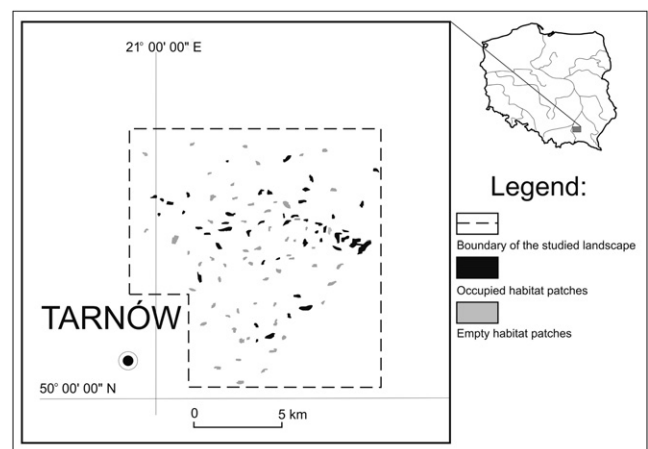 21° 00' 00" E
TARNÓW
50° 00' 00" N
0 5 km
Legend:
Boundary of the studied landscape
Occupied habitat patches
Empty habitat patches